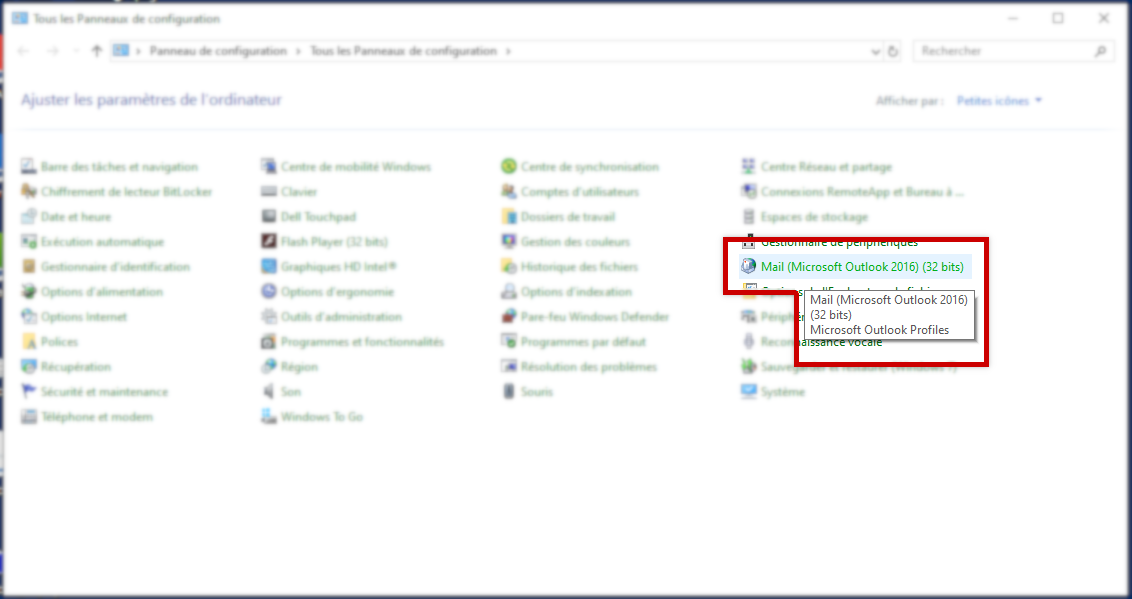 Tous les Panneaux de configuration
Panneau de configuration > Tous les Panneaux de configuration >
Rechercher
Ajuster les paramètres de l'ordinateur
Afficher par : Petites icônes
Barre des tâches et navigation
Centre de mobilité Windows
Centre de synchronisation
Centre Réseau et partage
Chiffrement de lecteur BitLocker
Clavier
Comptes d'utilisateurs
Connexions RemoteApp et Bureau à ...
Date et heure
Dell Touchpad
Dossiers de travail
Espaces de stockage
Exécution automatique
Flash Player (32 bits)
Gestion des couleurs
Gestionnaire de périphériques
Gestionnaire d'identification
Graphiques HD Intel®
Historique des fichiers
Mail (Microsoft Outlook 2016) (32 bits)
Options d'alimentation
Options d'ergonomie
Options d'indexation
Mail (Microsoft Outlook 2016)
(32 bits)
Microsoft Outlook Profiles
Options Internet
Outils d'administration
Pare-feu Windows Defender
Polices
Programmes et fonctionnalités
Programmes par défaut
Reconnaissance vocale
Récupération
Région
Résolution des problèmes
Sauvegarder et restaurer (Windows 7)
Sécurité et maintenance
Son
Souris
Système
Téléphone et modem
Windows To Go